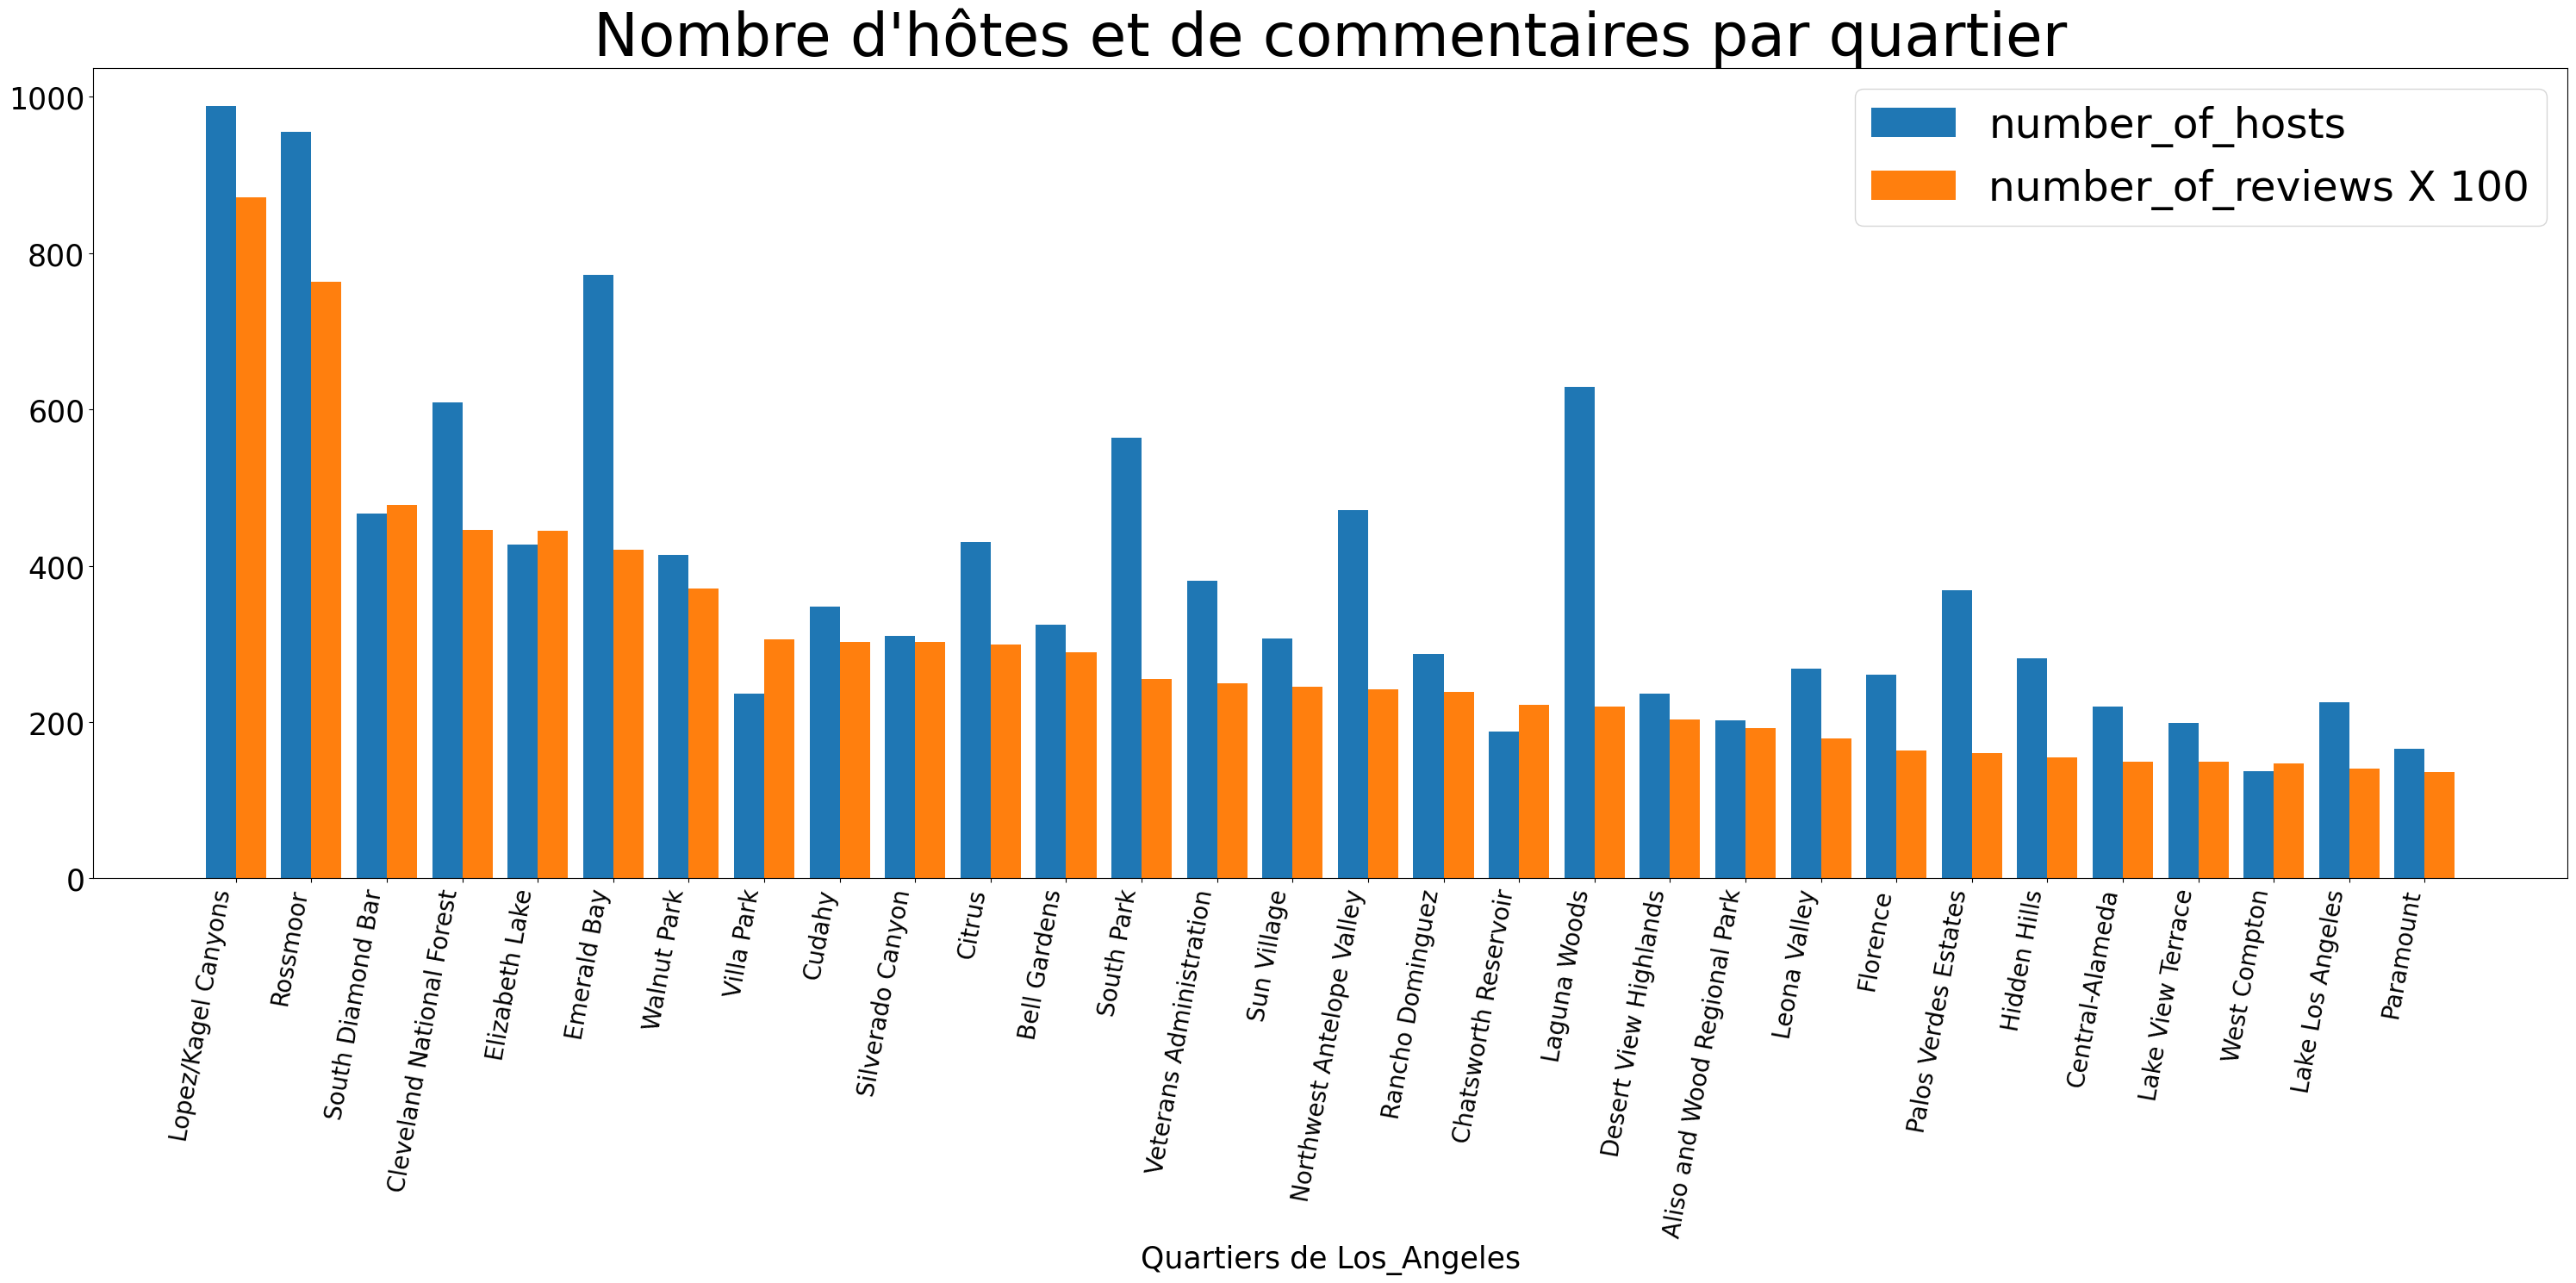 Nombre d'hôtes et de commentaires par quartier
1000
800
600
400
200
0
number_of_hosts
number_of_reviews X 100
Lopez/Kagel Canyons
Rossmoor
South Diamond Bar
Cleveland National Forest
Elizabeth Lake
Emerald Bay
Walnut Park
Villa Park
Cudahy
Silverado Canyon
Citrus
Bell Gardens
South Park
Veterans Administration
Sun Village
Northwest Antelope Valley
Rancho Dominguez
Chatsworth Reservoir
Laguna Woods
Desert View Highlands
Aliso and Wood Regional Park
Leona Valley
Florence
Palos Verdes Estates
Hidden Hills
Central-Alameda
Lake View Terrace
West Compton
Lake Los Angeles
Paramount
Quartiers de Los_Angeles